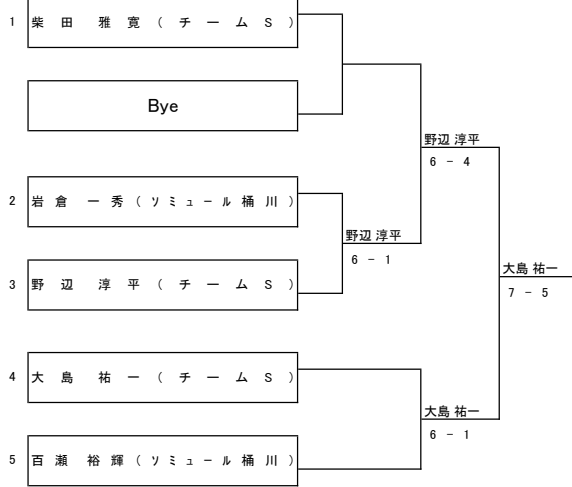 1 柴田 雅寛(チームS)
Bye
野辺 淳平
6 - 4
2 岩倉 一秀(ソミュール桶川)
野辺 淳平
6 - 1
大島 祐一
7 - 5
3 野辺 淳平(チームS)
4 大島 祐一(チームS)
大島 祐一
6 - 1
5 百瀬 裕輝(ソミュール桶川)